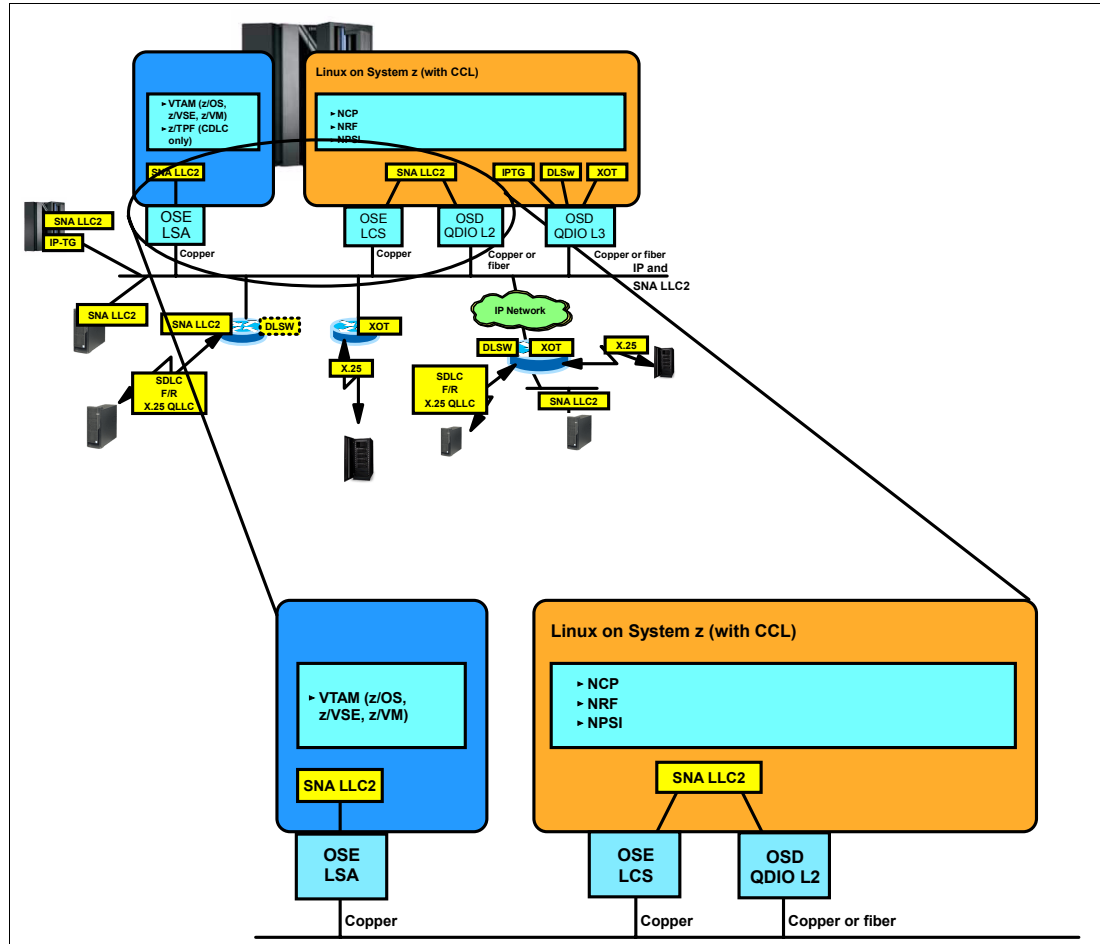 Linux on System z (with CCL)
► VTAM (z/OS,
z/VSE, z/VM)
► z/TPF (CDLC
only)
► NCP
► NRF
► NPSI
SNA LLC2
SNA LLC2
IPTG
DLSw
XOT
OSE
LSA
OSE
LCS
OSD
QDIO L2
OSD
QDIO L3
SNA LLC2
IP-TG
Copper
Copper
Copper or
fiber
Copper or fiber
IP and
SNA LLC2
SNA LLC2
SNA LLC2
DLSW
XOT
IP Network
DLSW
XOT
X.25
X.25
SDLC
F/R
X.25 QLLC
SDLC
F/R
X.25 QLLC
SNA LLC2
Linux on System z (with CCL)
► VTAM (z/OS,
z/VSE, z/VM)
► NCP
► NRF
► NPSI
SNA LLC2
SNA LLC2
OSE
LSA
OSE
LCS
OSD
QDIO L2
Copper
Copper
Copper or fiber